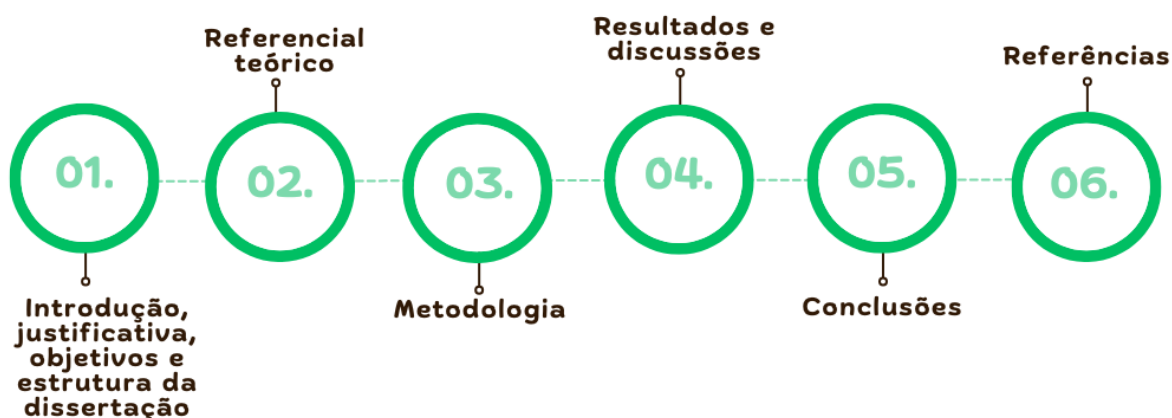 01.
Introdução,
justificativa,
objetivos e
estrutura da
dissertação
02.
Referencial
teórico
03.
Metodologia
04.
Resultados e
discussões
05.
Conclusões
06.
Referências